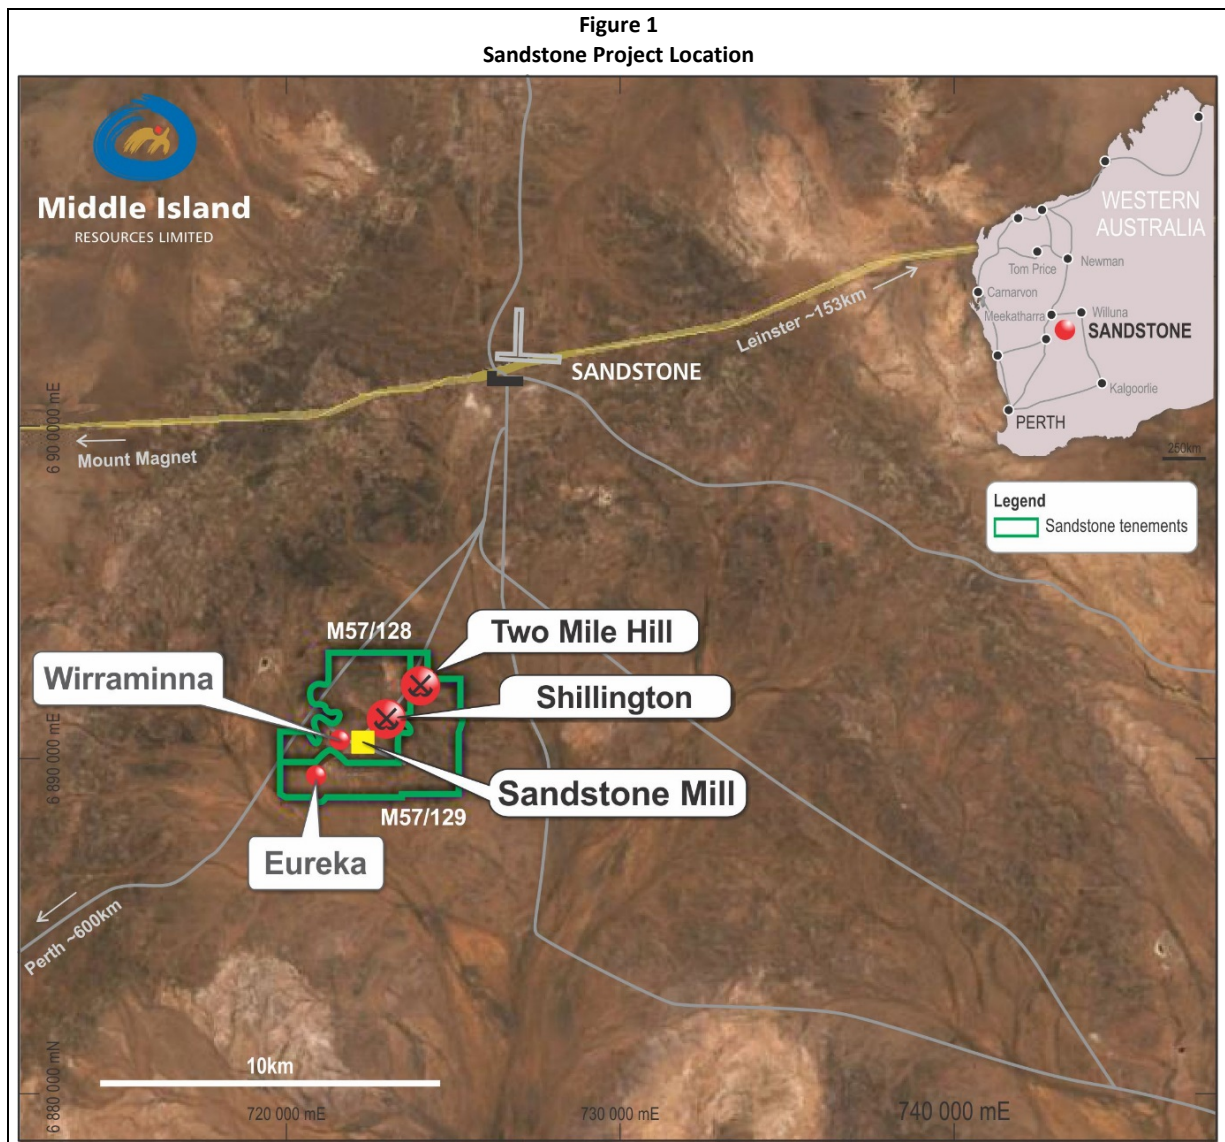 Figure 1
Sandstone Project Location
Middle Island
RESOURCES LIMITED
WESTERN
AUSTRALIA
Tom Price
Newman
Carnarvon
Meekatharra
Willuna
SANDSTONE
Kalgoorlie
PERTH
250km
Leinster ~153km
SANDSTONE
6 90 0000 mE
Mount Magnet
Legend
Sandstone tenements
M57/128
Two Mile Hill
Wirraminna
Shillington
6 890 000 mE
Sandstone Mill
M57/129
Eureka
Perth ~600km
10km
6 880 000 mN
720 000 mE
730 000 mE
740 000 mE